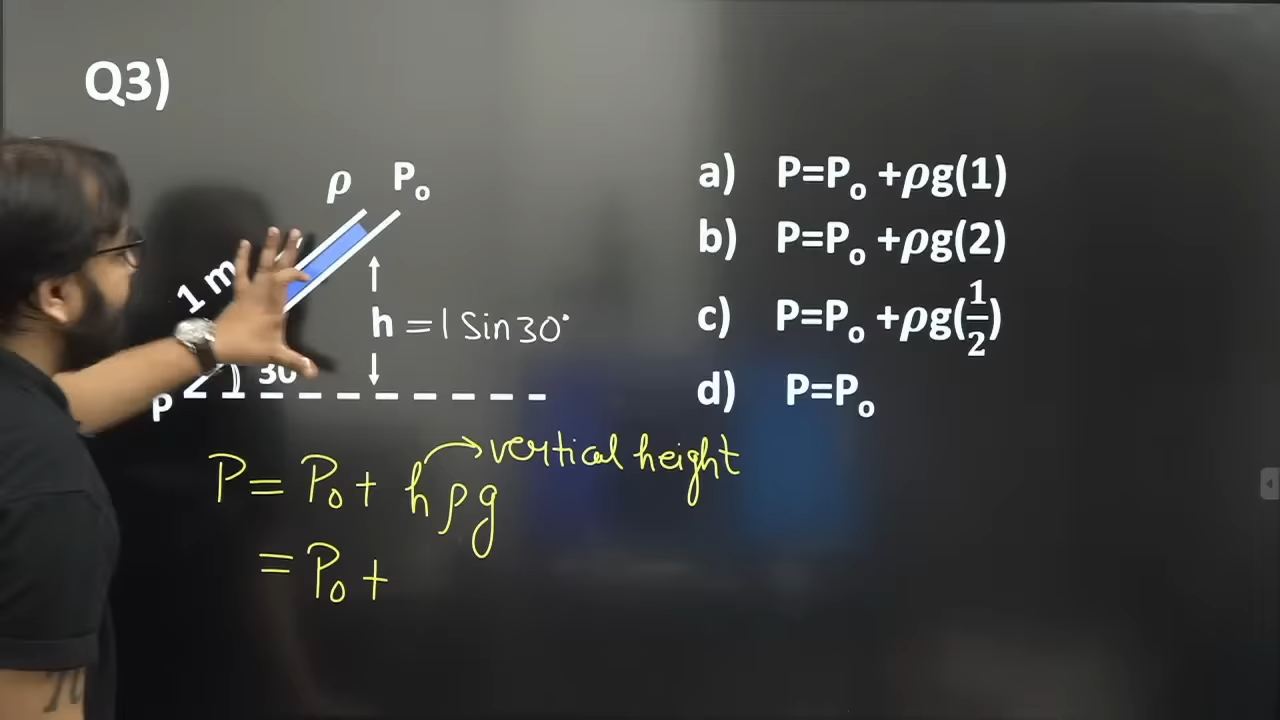 Q3)
ρ P₀
1 m
h = 1 Sin 30°
30
P
a) P=P₀ +ρg(1)
b) P=P₀ +ρg(2)
c) P=P₀ +ρg(1/2)
d) P=P₀
P = P₀ + hρg → vertical height
= P₀ +
π